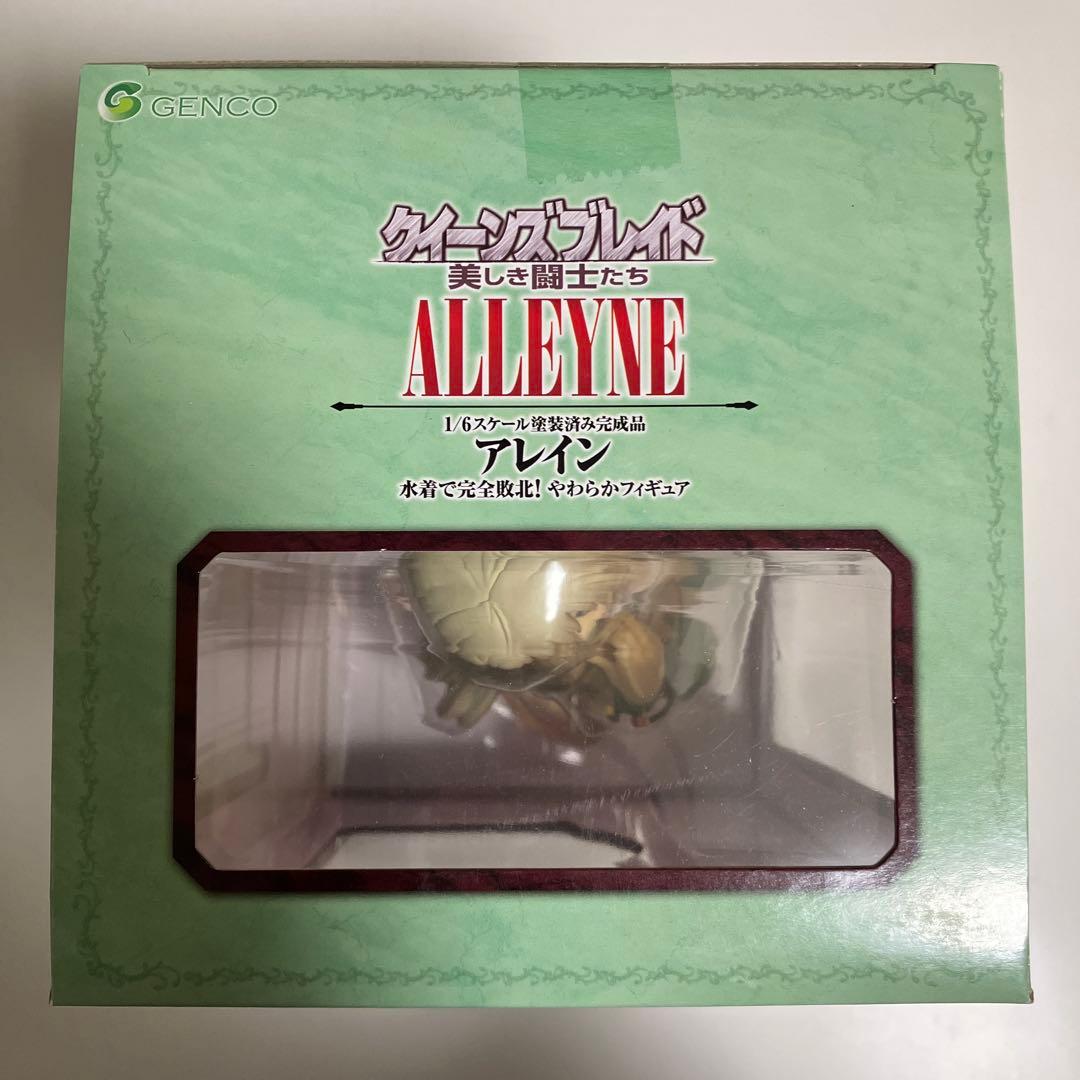 GENCO
クイーンズブレイド
美しき闘士たち
ALLEYNE
1/6スケール塗装済み完成品
アレイン
水着で完全敗北! やわらかフィギュア